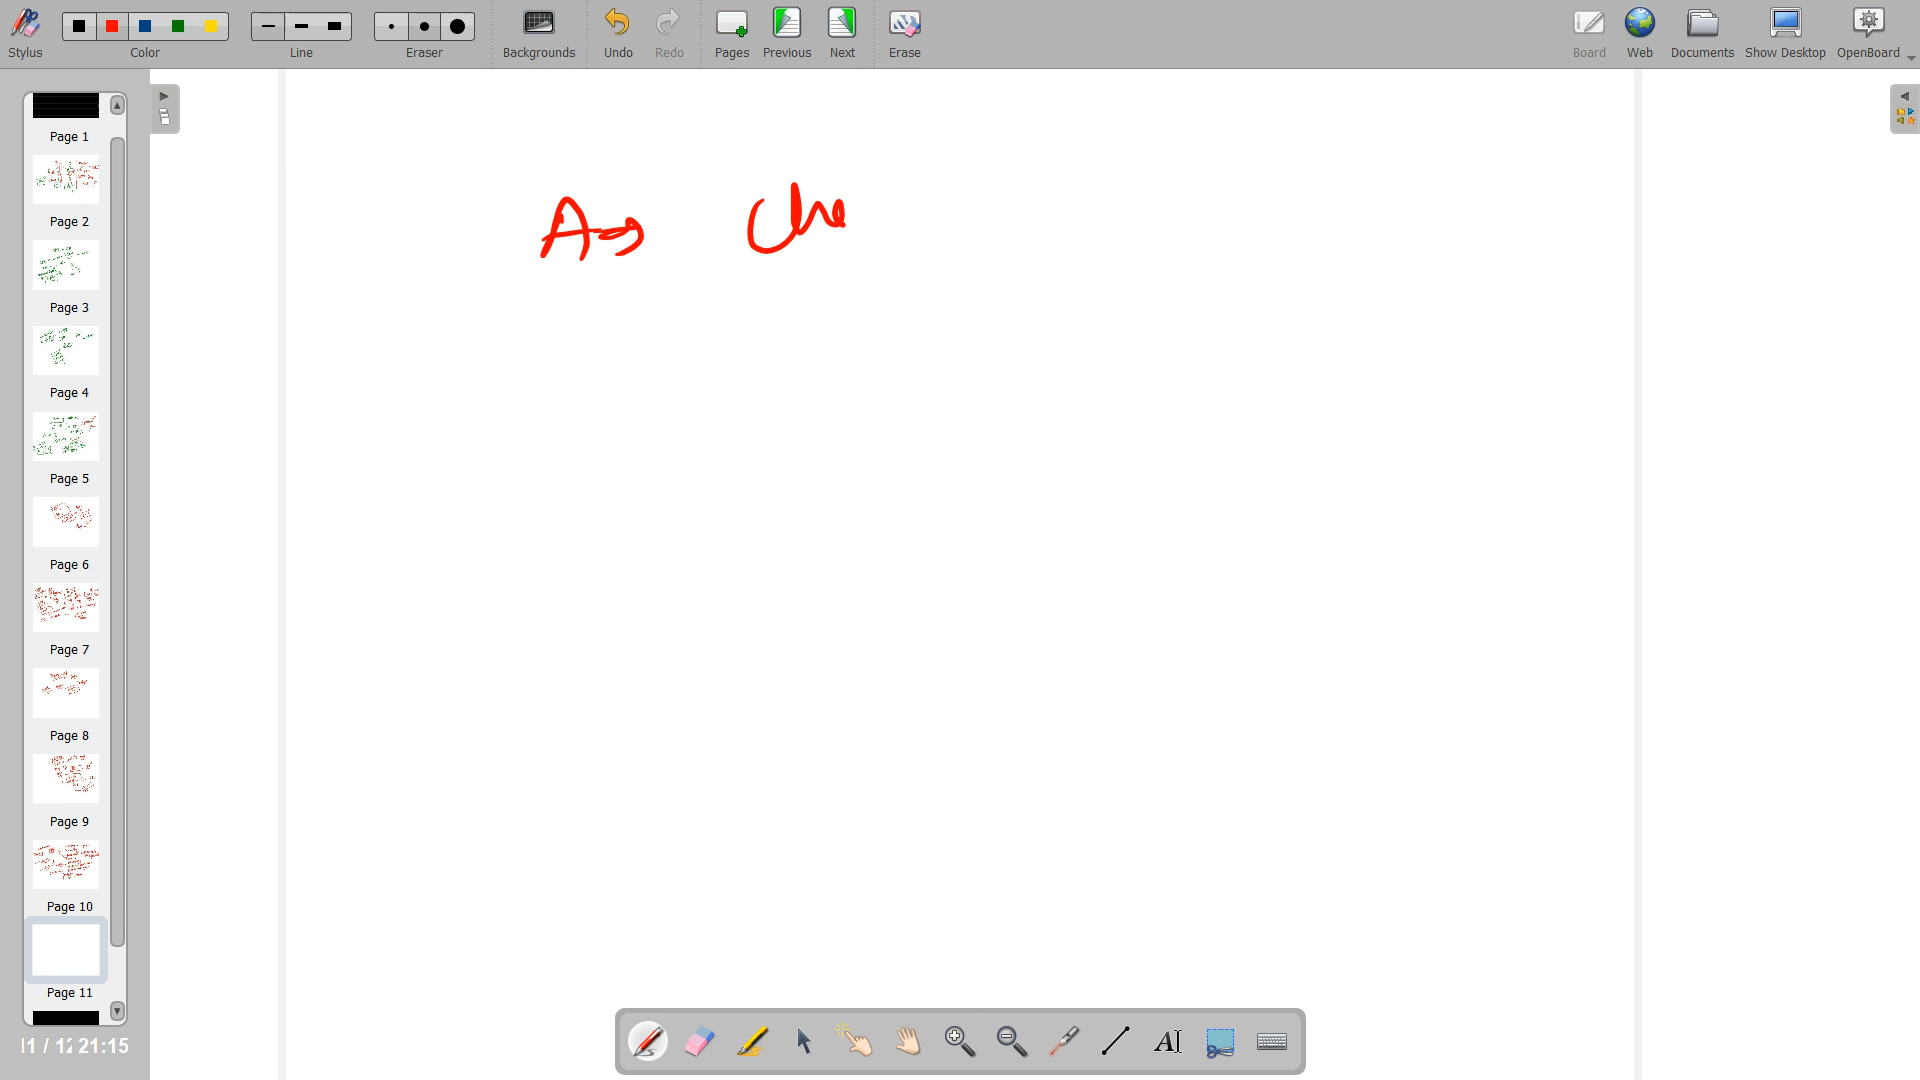 Stylus Color Line Eraser Backgrounds Undo Redo Pages Previous Next Erase Board Web Documents Show Desktop OpenBoard
Page 1
Page 2
Page 3
Page 4
Page 5
Page 6
Page 7
Page 8
Page 9
Page 10
Page 11
21:15